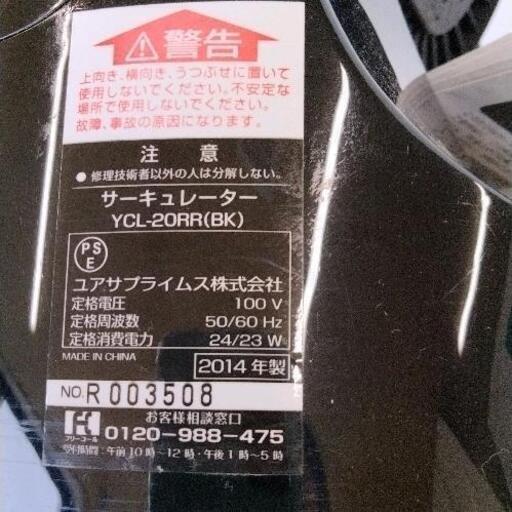 警告
上向き、横向き、うつぶせに置いて
使用しないでください。不安定な
場所で使用しないでください。
故障、事故の原因になります。
注 意
● 修理技術者以外の人は分解しない。
サーキュレーター
YCL-20RR(BK)
PSE
ユアサプライムス株式会社
定格電圧 100 V
定格周波数 50/60 Hz
定格消費電力 24/23 W
MADE IN CHINA
2014 年製
NO. R 003508
お客様相談窓口
フリーコール 0120-988-475
受付時間：午前 10 時～12 時・午後 1～5 時